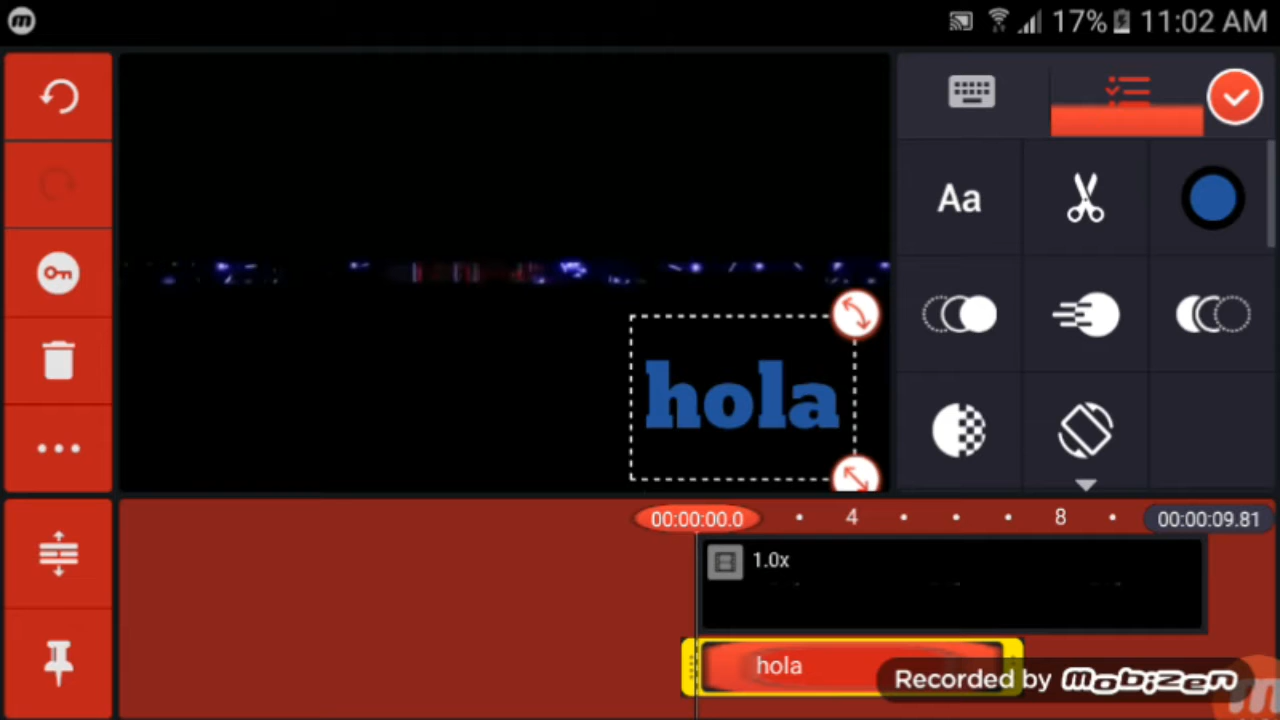 17% 11:02 AM
Aa
hola
00:00:00.0 4 8 00:00:09.81
1.0x
hola
Recorded by mobizen